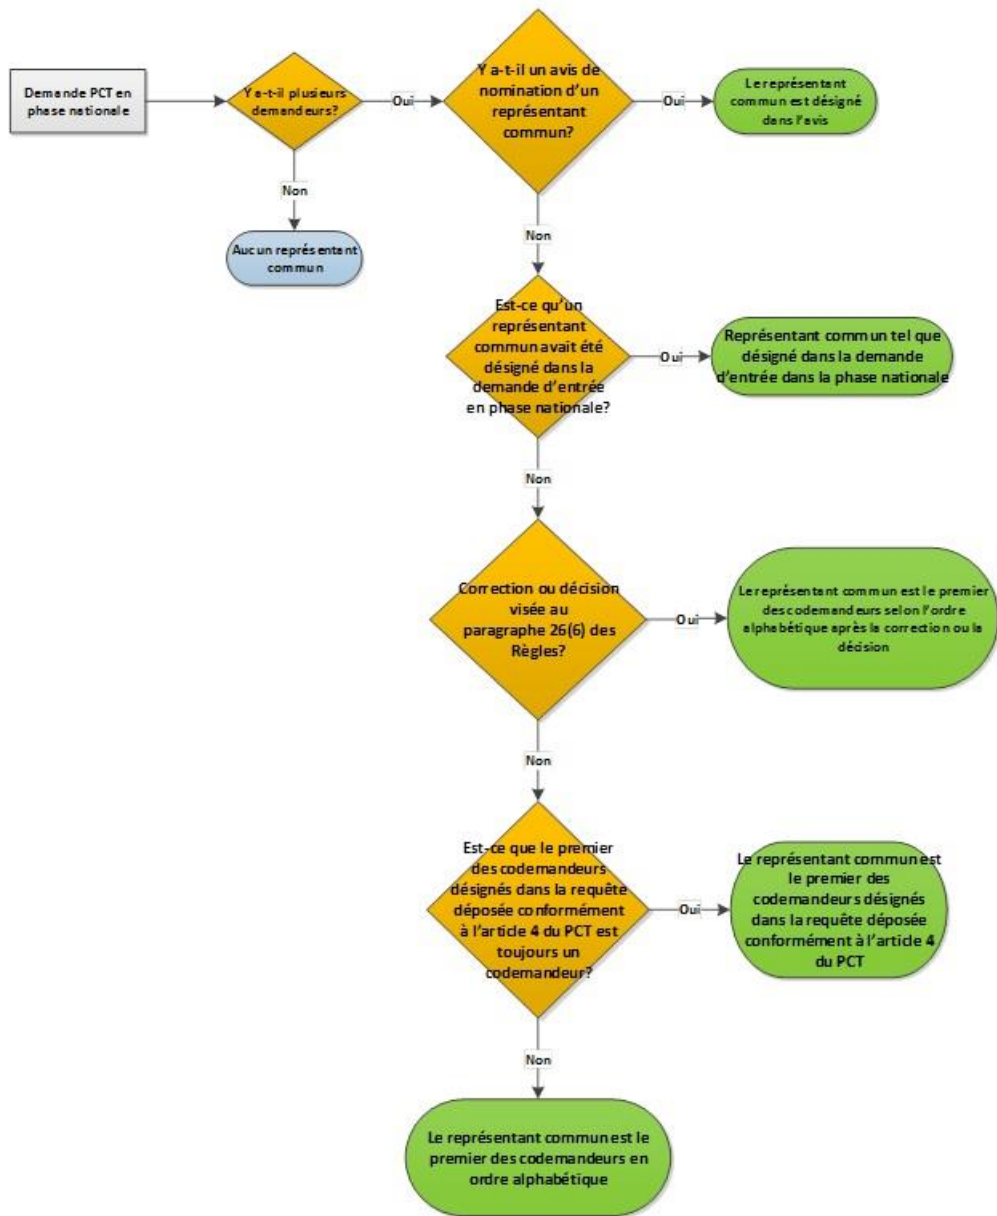 Demande PCT en
phase nationale
Y a-t-il plusieurs
demandeurs?
Oui
Y a-t-il un avis de
nomination d'un
représentant
commun?
Oui
Le représentant
commun est désigné
dans l'avis
Non
Aucun représentant
commun
Non
Est-ce qu'un
représentant
commun avait été
désigné dans la
demande d'entrée
en phase nationale?
Oui
Représentant commun tel que
désigné dans la demande
d'entrée dans la phase nationale
Non
Correction ou décision
visée au
paragraphe 26(6) des
Règles?
Oui
Le représentant commun est le premier
des codemandeurs selon l'ordre
alphabétique après la correction ou la
décision
Non
Est-ce que le premier
des codemandeurs
désignés dans la requête
déposée conformément
à l'article 4 du PCT est
toujours un
codemandeur?
Oui
Le représentant commun est
le premier des
codemandeurs désignés
dans la requête déposée
conformément à l'article 4
du PCT
Non
Le représentant commun est le
premier des codemandeurs en
ordre alphabétique